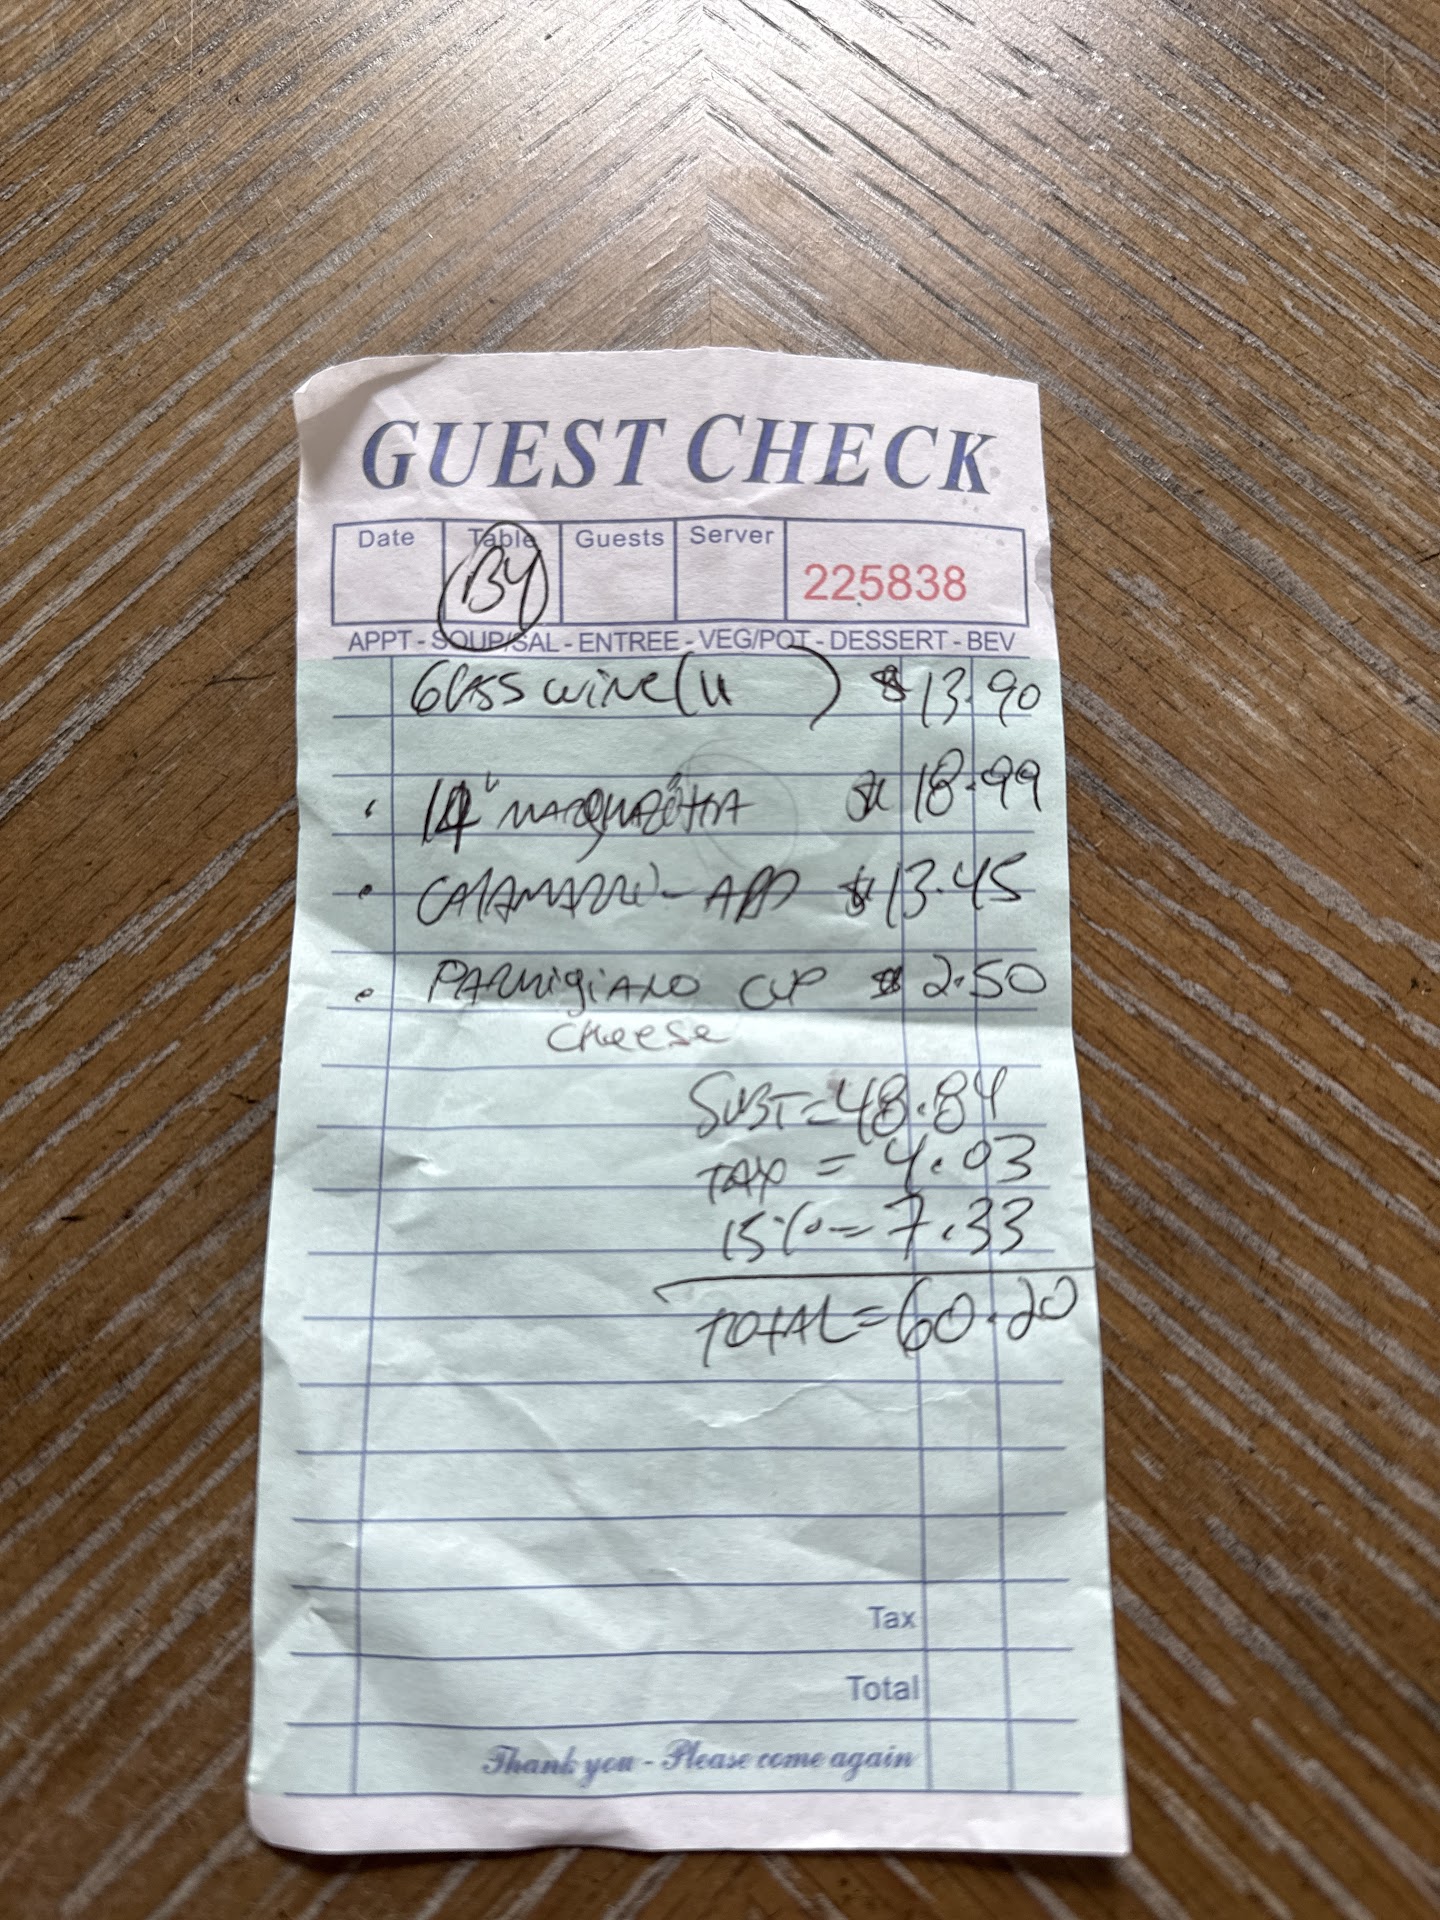 GUEST CHECK
Date Table Guests Server
B4 225838
APPT - SOUP/SAL - ENTREE - VEG/POT - DESSERT - BEV
Glass wine ( ) $13.90
14" $18.99
- APP $13.45
PARMigiANO CUP $2.50
CHeese
SUBT=48.84
TAX = 4.03
15%=7.33
TOTAL=60.20
Tax
Total
Thank you - Please come again